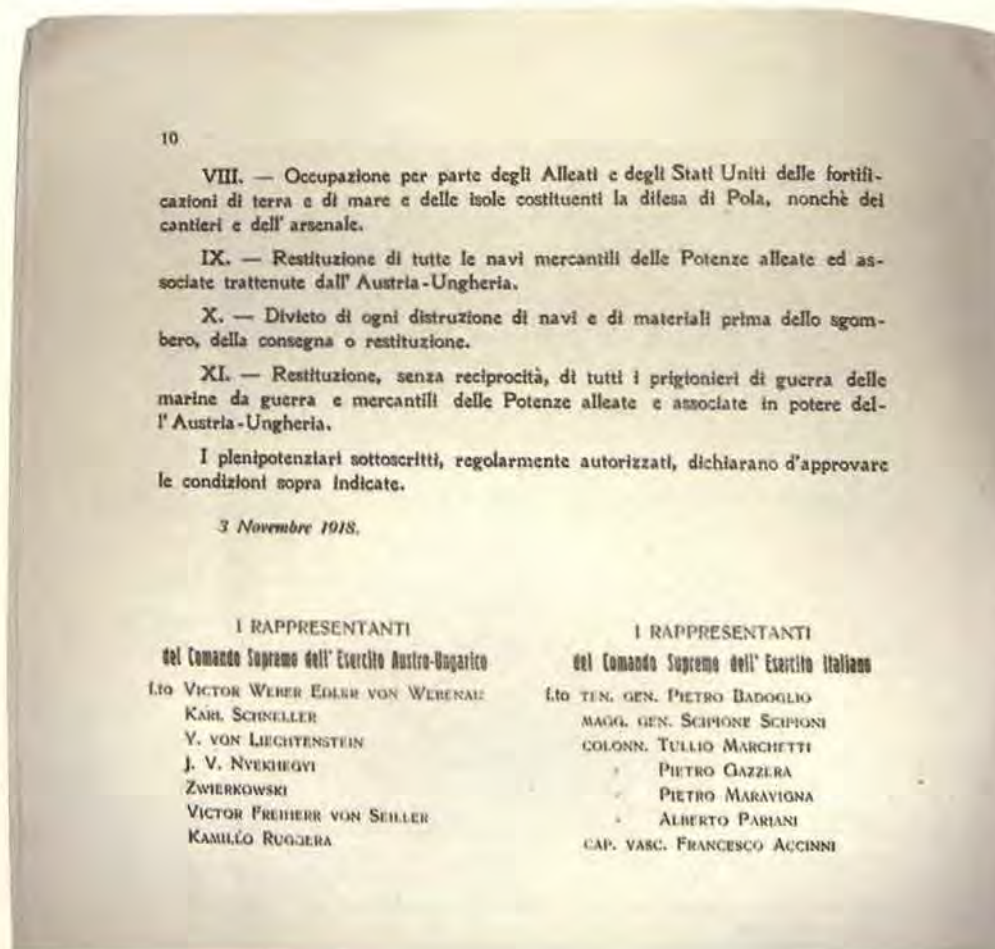 10
VIII. — Occupazione per parte degli Alleati e degli Stati Uniti delle fortifi-
cazioni di terra e di mare e delle isole costituenti la difesa di Pola, nonchè dei
cantieri e dell' arsenale.
IX. — Restituzione di tutte le navi mercantili delle Potenze alleate ed as-
sociate trattenute dall' Austria-Ungheria.
X. — Divieto di ogni distruzione di navi e di materiali prima dello sgom-
bero, della consegna o restituzione.
XI. — Restituzione, senza reciprocità, di tutti i prigionieri di guerra delle
marine da guerra e mercantili delle Potenze alleate e associate in potere del-
l' Austria-Ungheria.
I plenipotenziari sottoscritti, regolarmente autorizzati, dichiarano d'approvare
le condizioni sopra indicate.
3 Novembre 1918.
I RAPPRESENTANTI
del Comando Supremo dell' Esercito Austro-Ungarico
f.to VICTOR WEBER EDLER VON WEBENAU
KARL SCHNELLER
Y. VON LIECHTENSTEIN
J. V. NYEKHEGYI
ZWIERKOWSKI
VICTOR FREIHERR VON SEILLER
KAMILLO RUGGERA
I RAPPRESENTANTI
del Comando Supremo dell' Esercito Italiano
f.to TEN. GEN. PIETRO BADOGLIO
MAGG. GEN. SCIPIONE SCIPIONI
COLONN. TULLIO MARCHETTI
» PIETRO GAZZERA
» PIETRO MARAVIGNA
» ALBERTO PARIANI
CAP. VASC. FRANCESCO ACCINNI